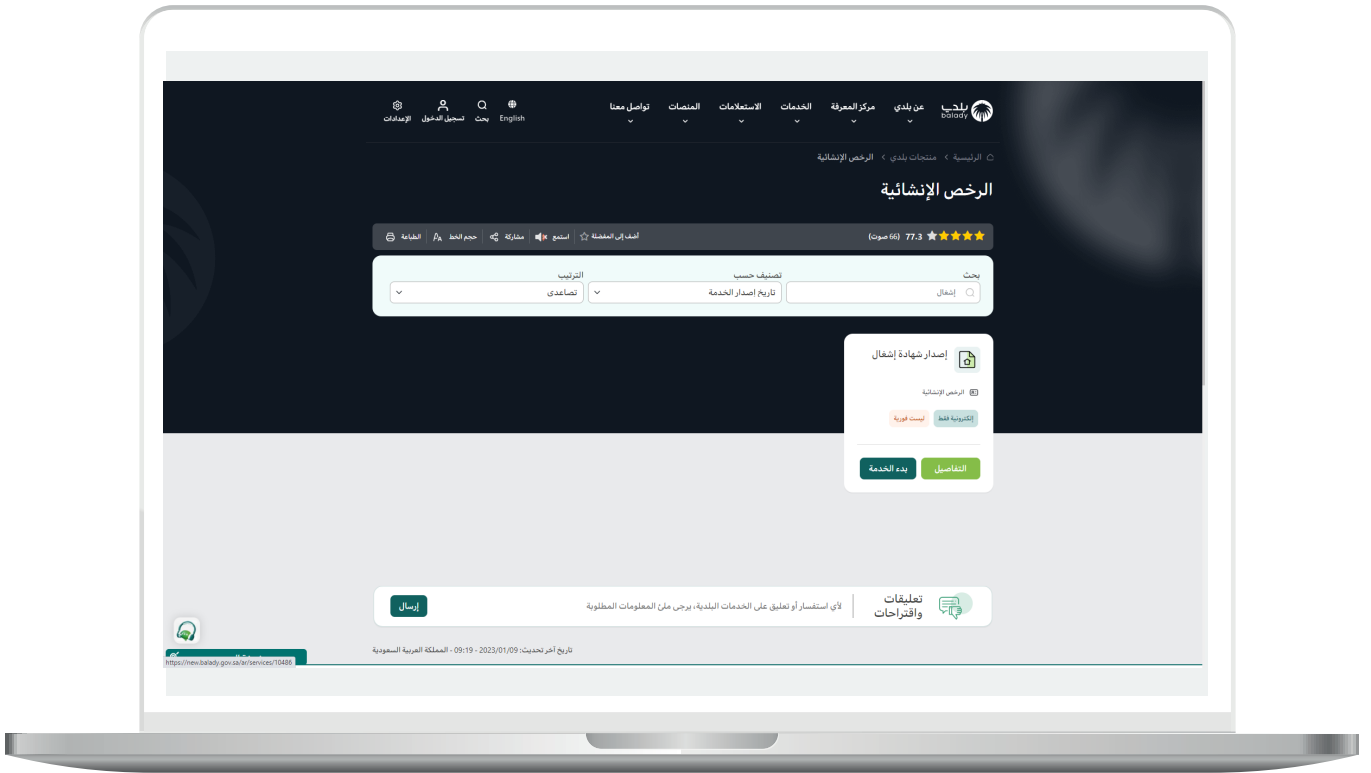 بلدي
balady
عن بلدي
مركز المعرفة
الخدمات
الاستعلامات
المنصات
تواصل معنا
English
بحث
تسجيل الدخول
الإعدادات
الرئيسية > منتجات بلدي > الرخص الإنشائية
الرخص الإنشائية
77.3 (66 صوت)
أضف إلى المفضلة
استمع
مشاركة
حجم الخط
الطباعة
بحث
تصنيف حسب
الترتيب
إشغال
تاريخ إصدار الخدمة
تصاعدي
إصدار شهادة إشغال
الرخص الإنشائية
إلكترونية فقط
ليست فورية
التفاصيل
بدء الخدمة
تعليقات
واقتراحات
لأي استفسار أو تعليق على الخدمات البلدية، يرجى ملئ المعلومات المطلوبة
إرسال
تاريخ آخر تحديث: 2023/01/09 - 09:19 - المملكة العربية السعودية
https://new.balady.gov.sa/ar/services/10486